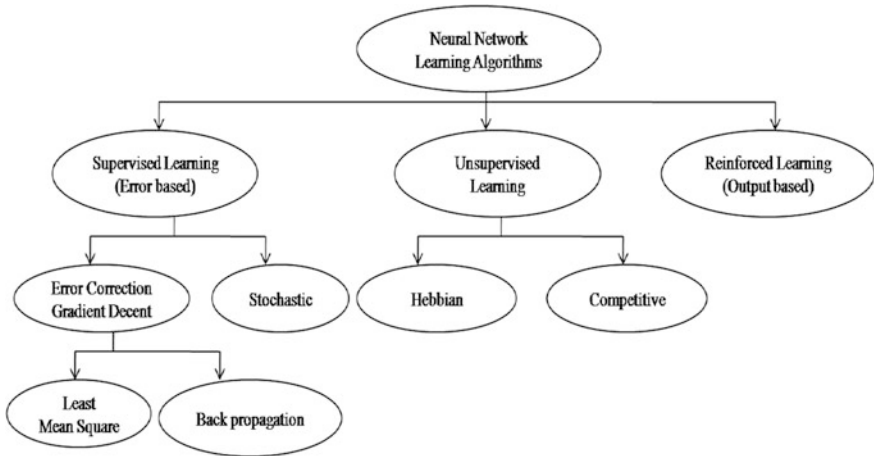 Neural Network
Learning Algorithms
Supervised Learning
(Error based)
Unsupervised
Learning
Reinforced Learning
(Output based)
Error Correction
Gradient Decent
Stochastic
Hebbian
Competitive
Least
Mean Square
Back propagation